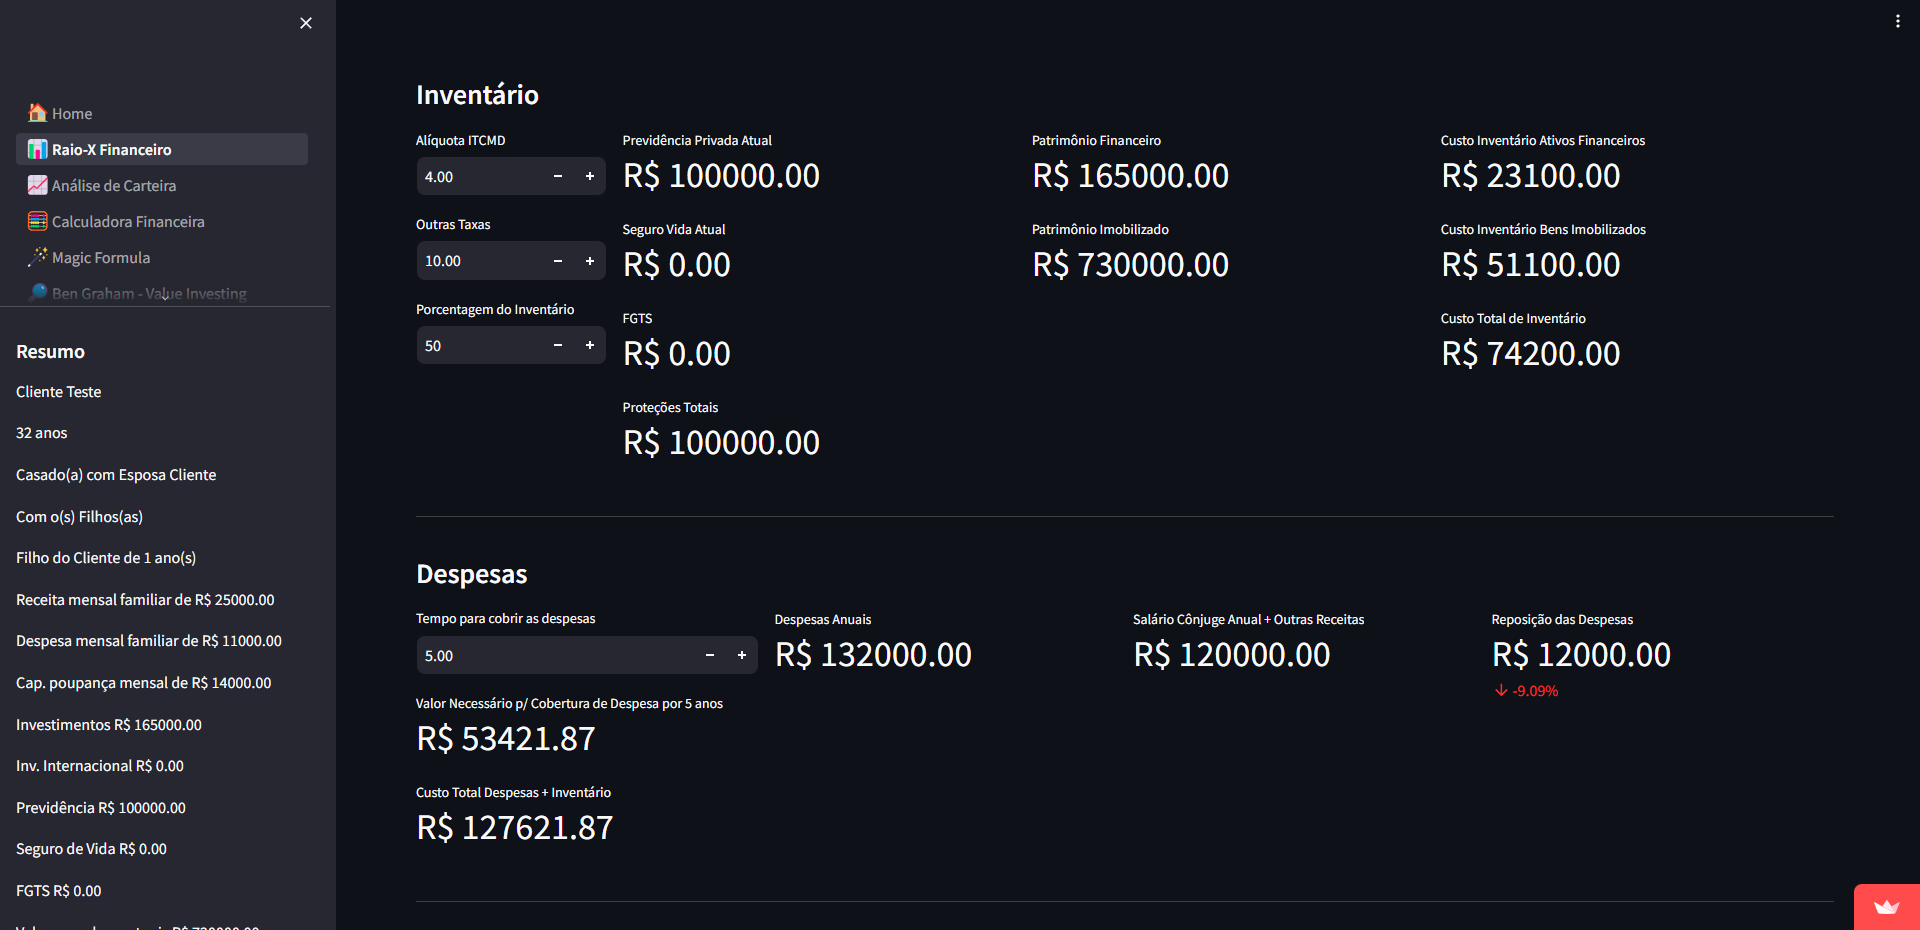 Home
Raio-X Financeiro
Análise de Carteira
Calculadora Financeira
Magic Formula
Ben Graham - Value Investing
Resumo
Cliente Teste
32 anos
Casado(a) com Esposa Cliente
Com o(s) Filhos(as)
Filho do Cliente de 1 ano(s)
Receita mensal familiar de R$ 25000.00
Despesa mensal familiar de R$ 11000.00
Cap. poupança mensal de R$ 14000.00
Investimentos R$ 165000.00
Inv. Internacional R$ 0.00
Previdência R$ 100000.00
Seguro de Vida R$ 0.00
FGTS R$ 0.00
Inventário
Alíquota ITCMD
4.00
Outras Taxas
10.00
Porcentagem do Inventário
50
Previdência Privada Atual
R$ 100000.00
Seguro Vida Atual
R$ 0.00
FGTS
R$ 0.00
Proteções Totais
R$ 100000.00
Patrimônio Financeiro
R$ 165000.00
Patrimônio Imobilizado
R$ 730000.00
Custo Inventário Ativos Financeiros
R$ 23100.00
Custo Inventário Bens Imobilizados
R$ 51100.00
Custo Total de Inventário
R$ 74200.00
Despesas
Tempo para cobrir as despesas
5.00
Despesas Anuais
R$ 132000.00
Salário Cônjuge Anual + Outras Receitas
R$ 120000.00
Reposição das Despesas
R$ 12000.00
-9.09%
Valor Necessário p/ Cobertura de Despesa por 5 anos
R$ 53421.87
Custo Total Despesas + Inventário
R$ 127621.87